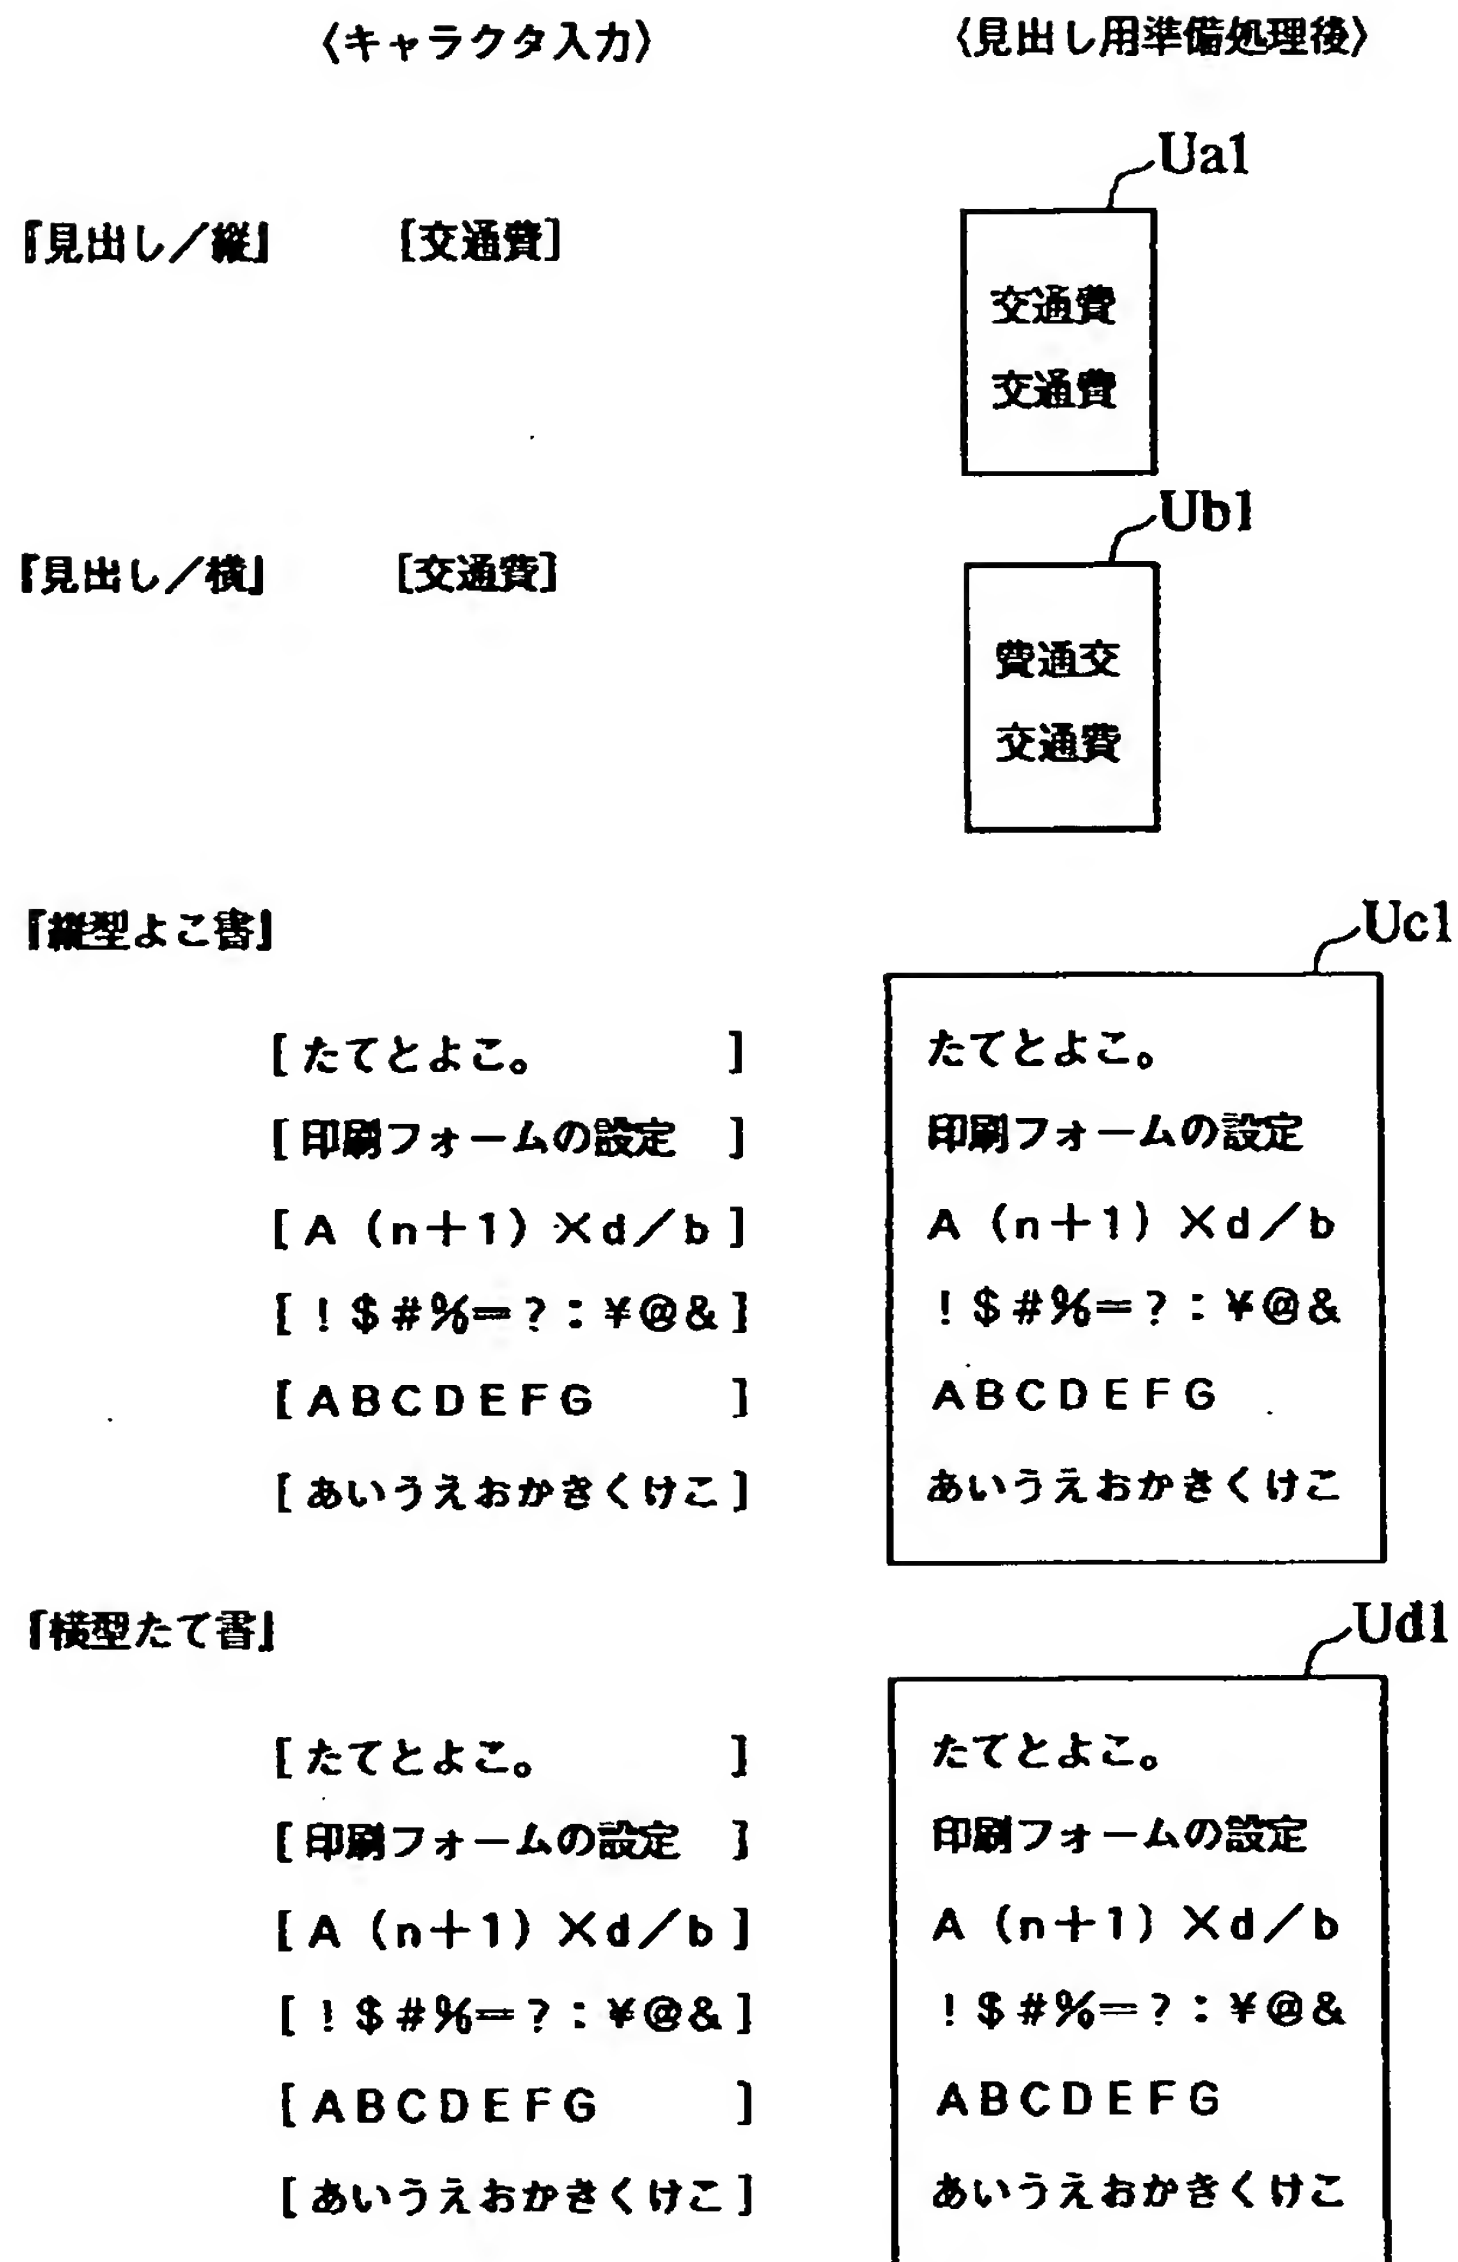 〈キャラクタ入力〉 〈見出し用準備処理後〉
Ua1
『見出し／縦』 [交通費]
交通費
交通費
Ub1
『見出し／横』 [交通費]
費通交
交通費
『縦型よこ書』
Uc1
[たてとよこ。 ] たてとよこ。
[印刷フォームの設定 ] 印刷フォームの設定
[A（n＋1）×d／b] A（n＋1）×d／b
[！$#%＝？：¥@&] ！$#%＝？：¥@&
[ABCDEFG ] ABCDEFG
[あいうえおかきくけこ] あいうえおかきくけこ
『横型たて書』
Ud1
[たてとよこ。 ] たてとよこ。
[印刷フォームの設定 ] 印刷フォームの設定
[A（n＋1）×d／b] A（n＋1）×d／b
[！$#%＝？：¥@&] ！$#%＝？：¥@&
[ABCDEFG ] ABCDEFG
[あいうえおかきくけこ] あいうえおかきくけこ